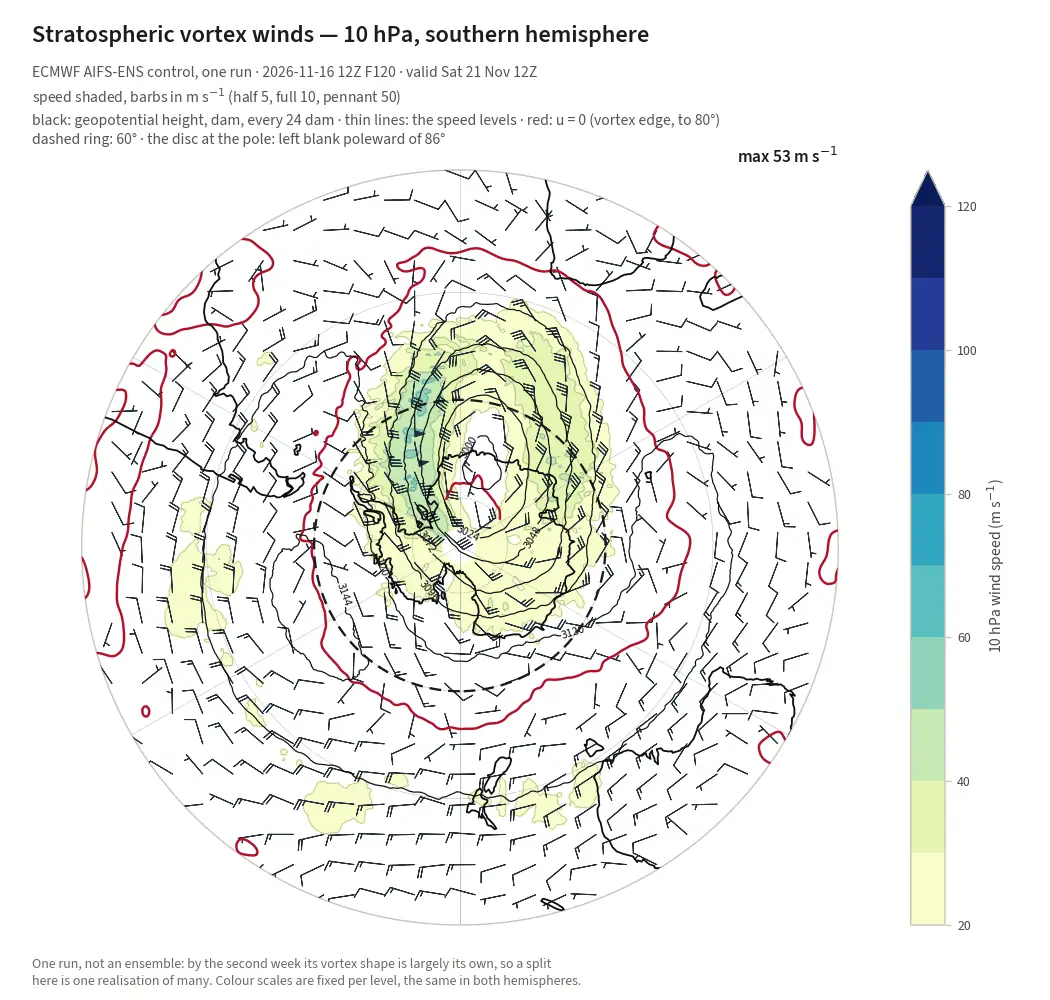 Stratospheric vortex winds — 10 hPa, southern hemisphere
ECMWF AIFS-ENS control, one run · 2026-11-16 12Z F120 · valid Sat 21 Nov 12Z
speed shaded, barbs in m s⁻¹ (half 5, full 10, pennant 50)
black: geopotential height, dam, every 24 dam · thin lines: the speed levels · red: u = 0 (vortex edge, to 80°)
dashed ring: 60° · the disc at the pole: left blank poleward of 86°
max 53 m s⁻¹
120
100
80
60
40
20
10 hPa wind speed (m s⁻¹)
3024
3048
3144
3120
One run, not an ensemble: by the second week its vortex shape is largely its own, so a split
here is one realisation of many. Colour scales are fixed per level, the same in both hemispheres.